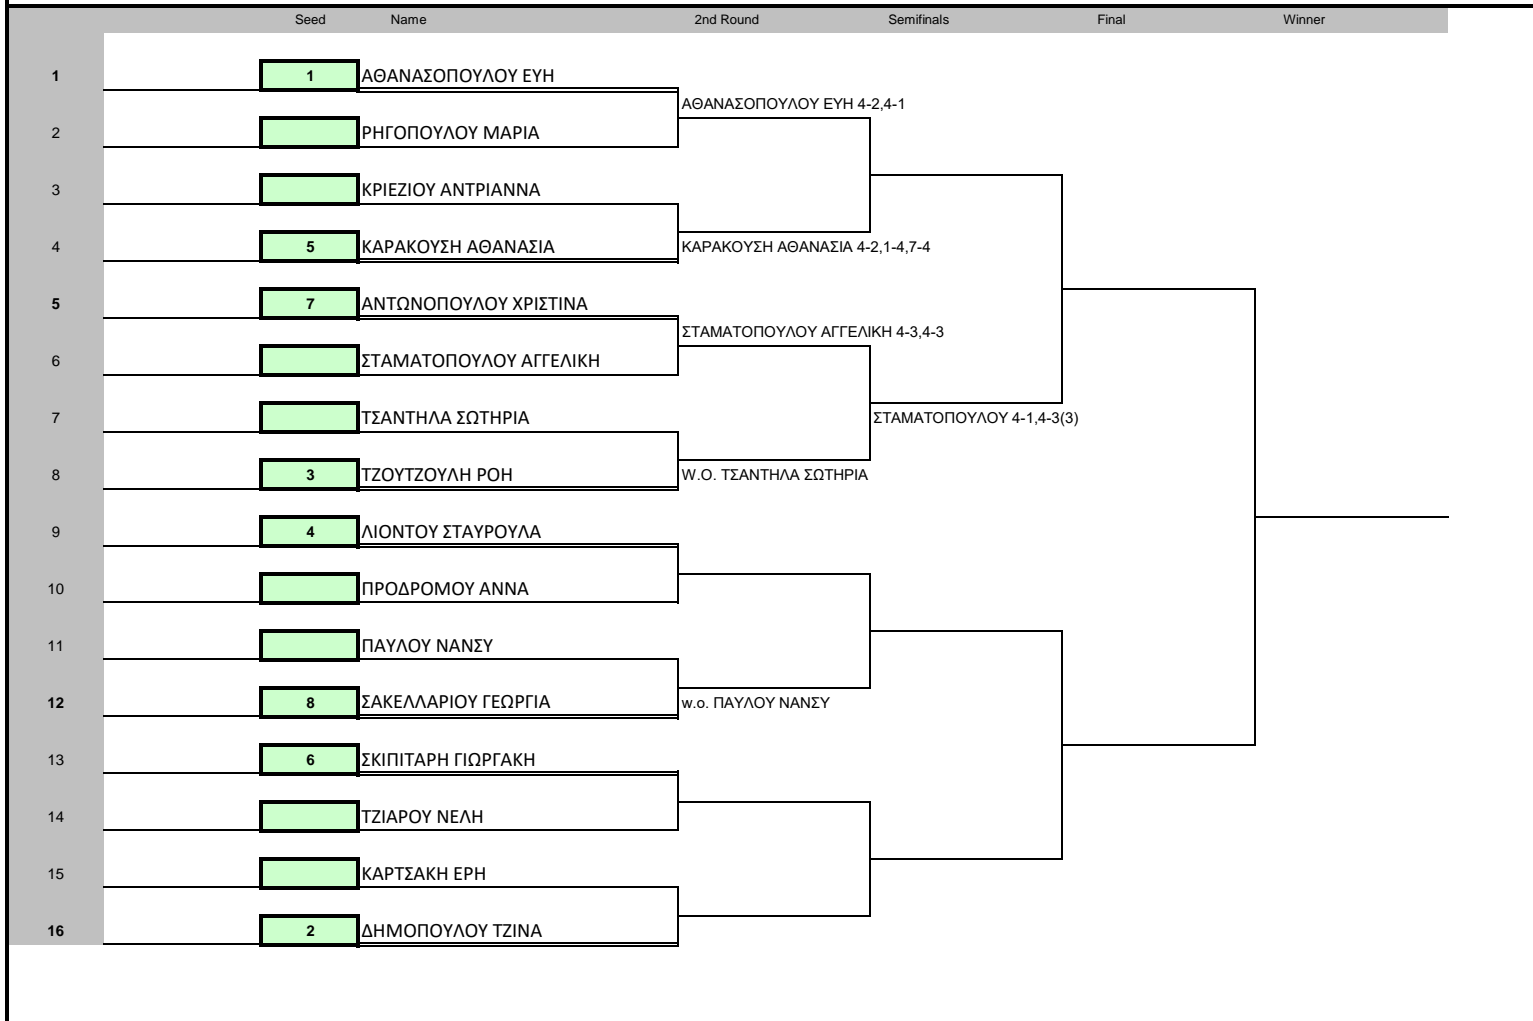 Seed Name 2nd Round Semifinals Final Winner
1 1 ΑΘΑΝΑΣΟΠΟΥΛΟΥ ΕΥΗ
ΑΘΑΝΑΣΟΠΟΥΛΟΥ ΕΥΗ 4-2,4-1
2 ΡΗΓΟΠΟΥΛΟΥ ΜΑΡΙΑ
3 ΚΡΙΕΖΙΟΥ ΑΝΤΡΙΑΝΝΑ
4 5 ΚΑΡΑΚΟΥΣΗ ΑΘΑΝΑΣΙΑ ΚΑΡΑΚΟΥΣΗ ΑΘΑΝΑΣΙΑ 4-2,1-4,7-4
5 7 ΑΝΤΩΝΟΠΟΥΛΟΥ ΧΡΙΣΤΙΝΑ
ΣΤΑΜΑΤΟΠΟΥΛΟΥ ΑΓΓΕΛΙΚΗ 4-3,4-3
6 ΣΤΑΜΑΤΟΠΟΥΛΟΥ ΑΓΓΕΛΙΚΗ
7 ΤΣΑΝΤΗΛΑ ΣΩΤΗΡΙΑ ΣΤΑΜΑΤΟΠΟΥΛΟΥ 4-1,4-3(3)
8 3 ΤΖΟΥΤΖΟΥΛΗ ΡΟΗ W.O. ΤΣΑΝΤΗΛΑ ΣΩΤΗΡΙΑ
9 4 ΛΙΟΝΤΟΥ ΣΤΑΥΡΟΥΛΑ
10 ΠΡΟΔΡΟΜΟΥ ΑΝΝΑ
11 ΠΑΥΛΟΥ ΝΑΝΣΥ
12 8 ΣΑΚΕΛΛΑΡΙΟΥ ΓΕΩΡΓΙΑ w.o. ΠΑΥΛΟΥ ΝΑΝΣΥ
13 6 ΣΚΙΠΙΤΑΡΗ ΓΙΩΡΓΑΚΗ
14 ΤΖΙΑΡΟΥ ΝΕΛΗ
15 ΚΑΡΤΣΑΚΗ ΕΡΗ
16 2 ΔΗΜΟΠΟΥΛΟΥ ΤΖΙΝΑ